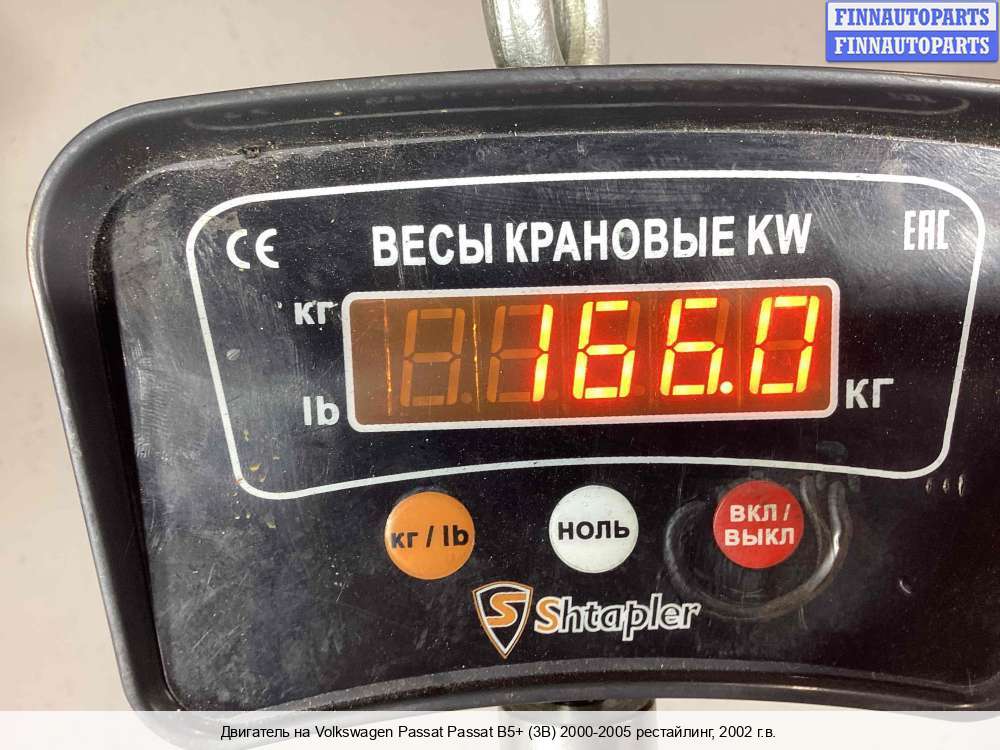 FINNAUTOPARTS
FINNAUTOPARTS
CE ВЕСЫ КРАНОВЫЕ KW EAC
кг 166.0
lb КГ
кг / lb НОЛЬ ВКЛ /
ВЫКЛ
S Shtapler
Двигатель на Volkswagen Passat Passat B5+ (3B) 2000-2005 рестайлинг, 2002 г.в.